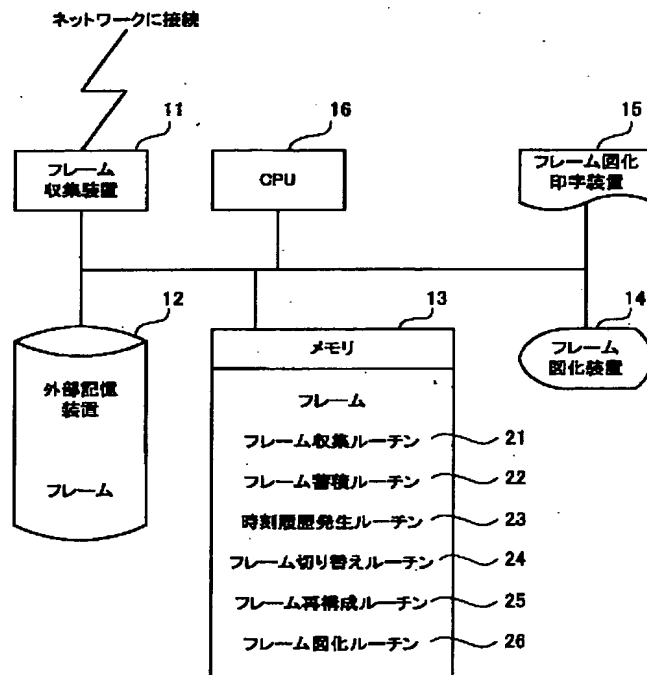 ネットワークに接続
11
16
15
フレーム
収集装置
CPU
フレーム図化
印字装置
12
13
14
外部記憶
装置
フレーム
メモリ
フレーム
図化装置
フレーム
フレーム収集ルーチン 21
フレーム蓄積ルーチン 22
時刻履歴発生ルーチン 23
フレーム切り替えルーチン 24
フレーム再構成ルーチン 25
フレーム図化ルーチン 26